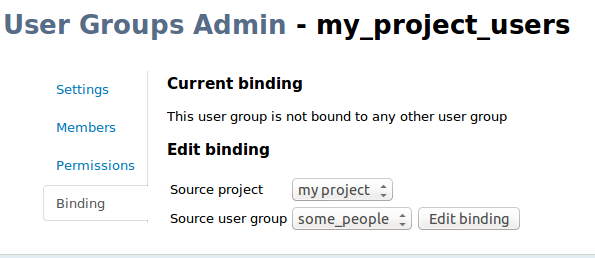 User Groups Admin - my_project_users
Settings
Members
Permissions
Binding
Current binding
This user group is not bound to any other user group
Edit binding
Source project my project
Source user group some_people Edit binding